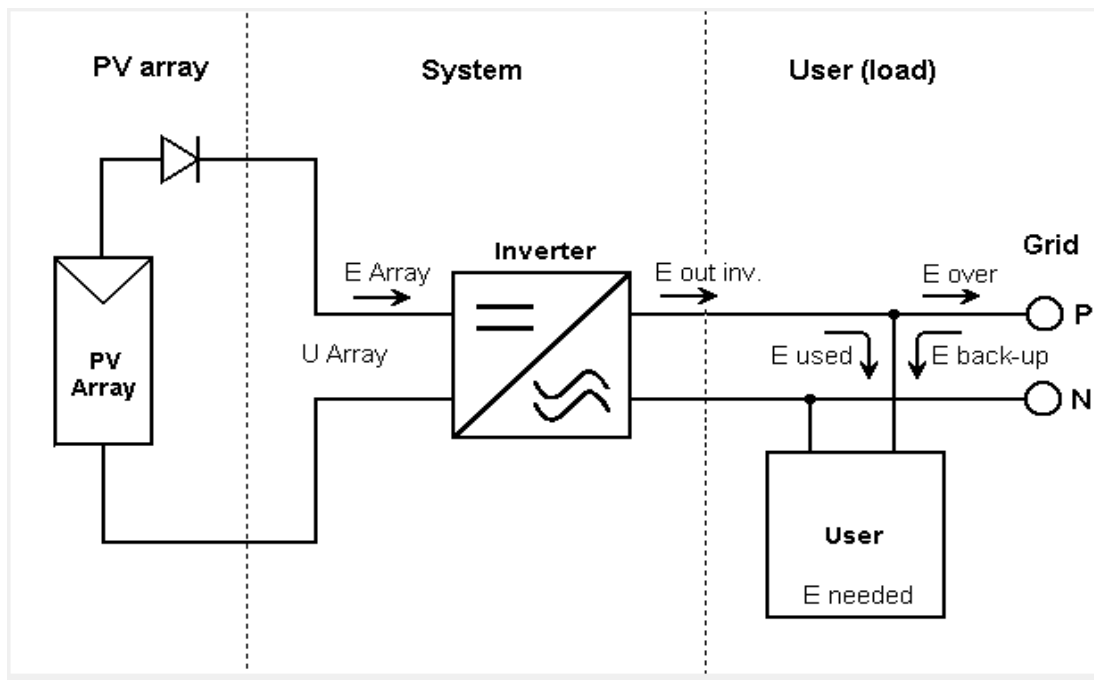 PV array
System
User (load)
Inverter
Grid
E Array
E out inv.
E over
P
U Array
E used
E back-up
PV
Array
N
User
E needed